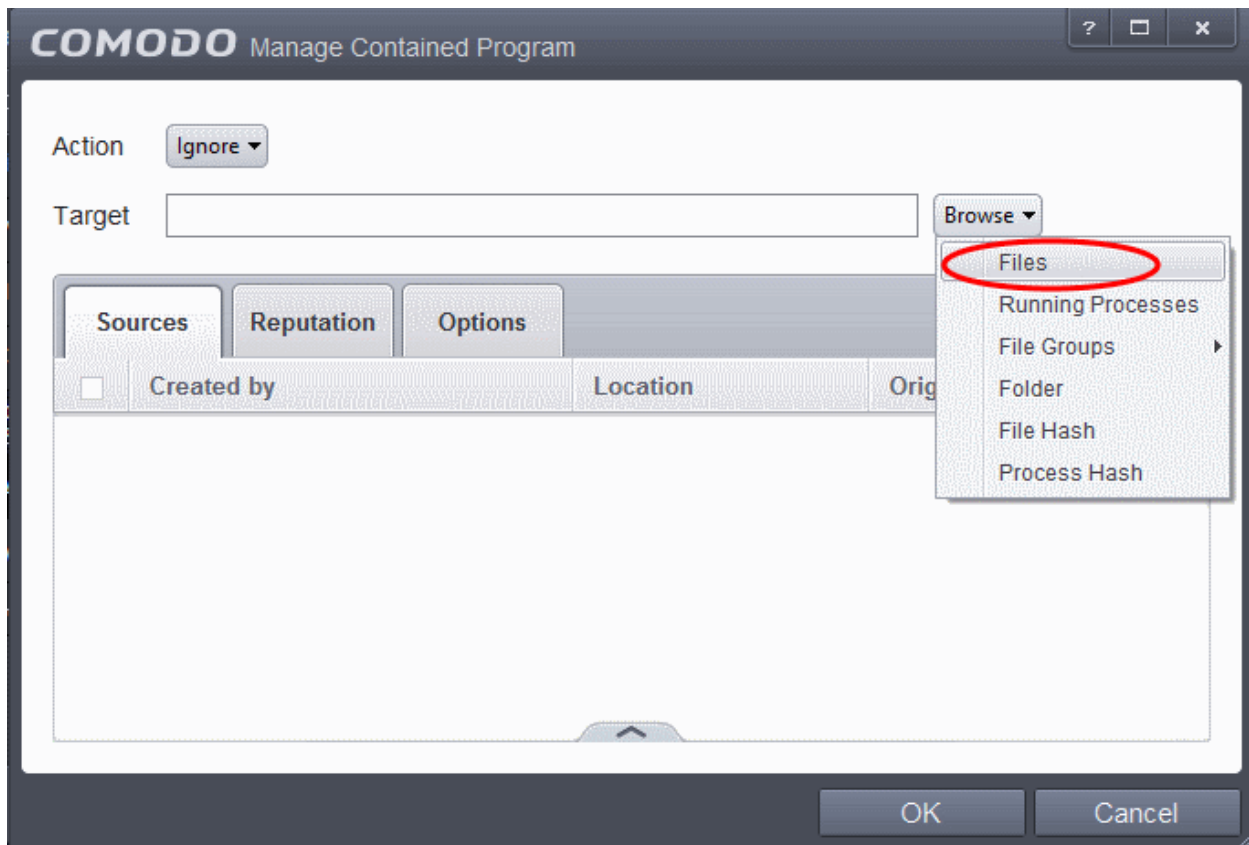 COMODO Manage Contained Program
?
Action Ignore
Target Browse
Files
Running Processes
File Groups
Folder
File Hash
Process Hash
Sources Reputation Options
Created by Location Orig
OK Cancel